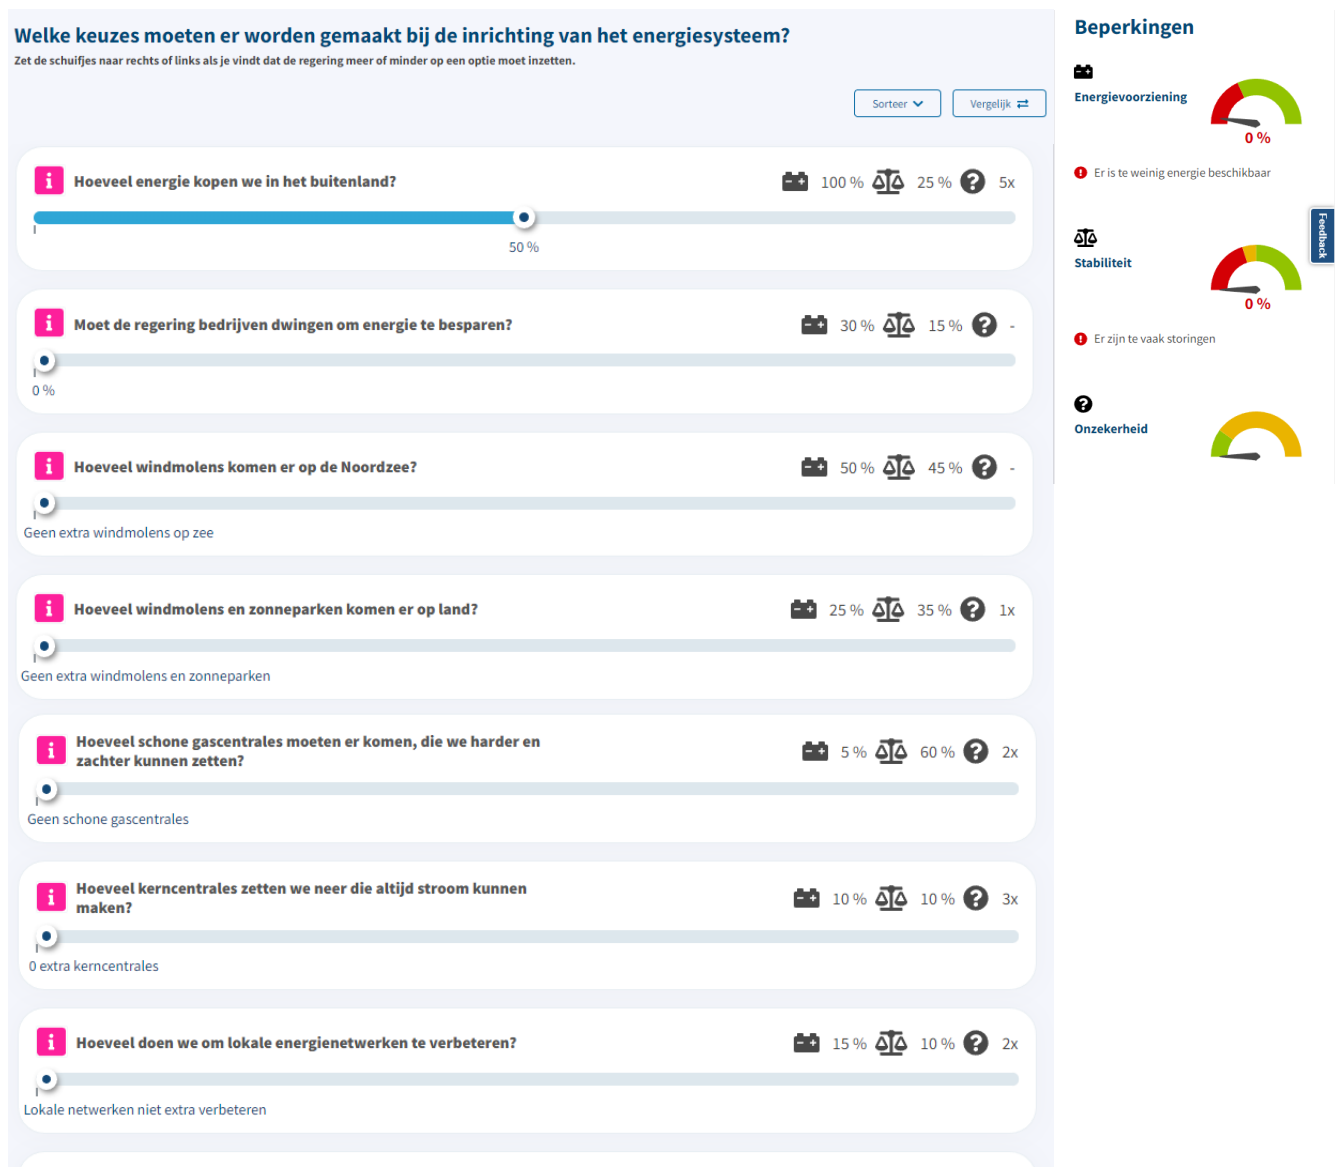 Welke keuzes moeten er worden gemaakt bij de inrichting van het energiesysteem?
Zet de schuifjes naar rechts of links als je vindt dat de regering meer of minder op een optie moet inzetten.
Sorteer
Vergelijk
Hoeveel energie kopen we in het buitenland?
100 % 25 % 5x
50 %
Moet de regering bedrijven dwingen om energie te besparen?
30 % 15 % -
0 %
Hoeveel windmolens komen er op de Noordzee?
50 % 45 % -
Geen extra windmolens op zee
Hoeveel windmolens en zonneparken komen er op land?
25 % 35 % 1x
Geen extra windmolens en zonneparken
Hoeveel schone gascentrales moeten er komen, die we harder en
zachter kunnen zetten?
5 % 60 % 2x
Geen schone gascentrales
Hoeveel kerncentrales zetten we neer die altijd stroom kunnen
maken?
10 % 10 % 3x
0 extra kerncentrales
Hoeveel doen we om lokale energienetwerken te verbeteren?
15 % 10 % 2x
Lokale netwerken niet extra verbeteren
Beperkingen
Energievoorziening
0 %
Er is te weinig energie beschikbaar
Stabiliteit
0 %
Er zijn te vaak storingen
Onzekerheid
Feedback